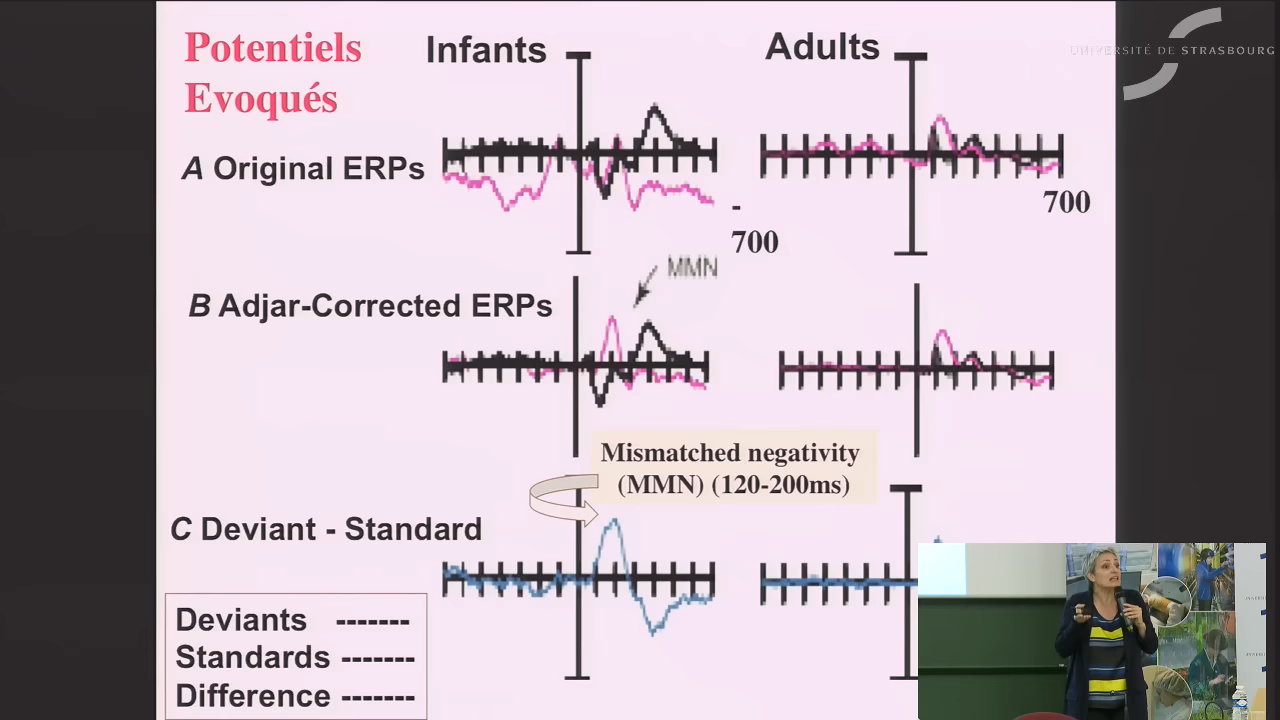 Potentiels
Evoqués
Infants
Adults
UNIVERSITÉ DE STRASBOURG
A Original ERPs
-
700
700
MMN
B Adjar-Corrected ERPs
Mismatched negativity
(MMN) (120-200ms)
C Deviant - Standard
Deviants -------
Standards -------
Difference -------